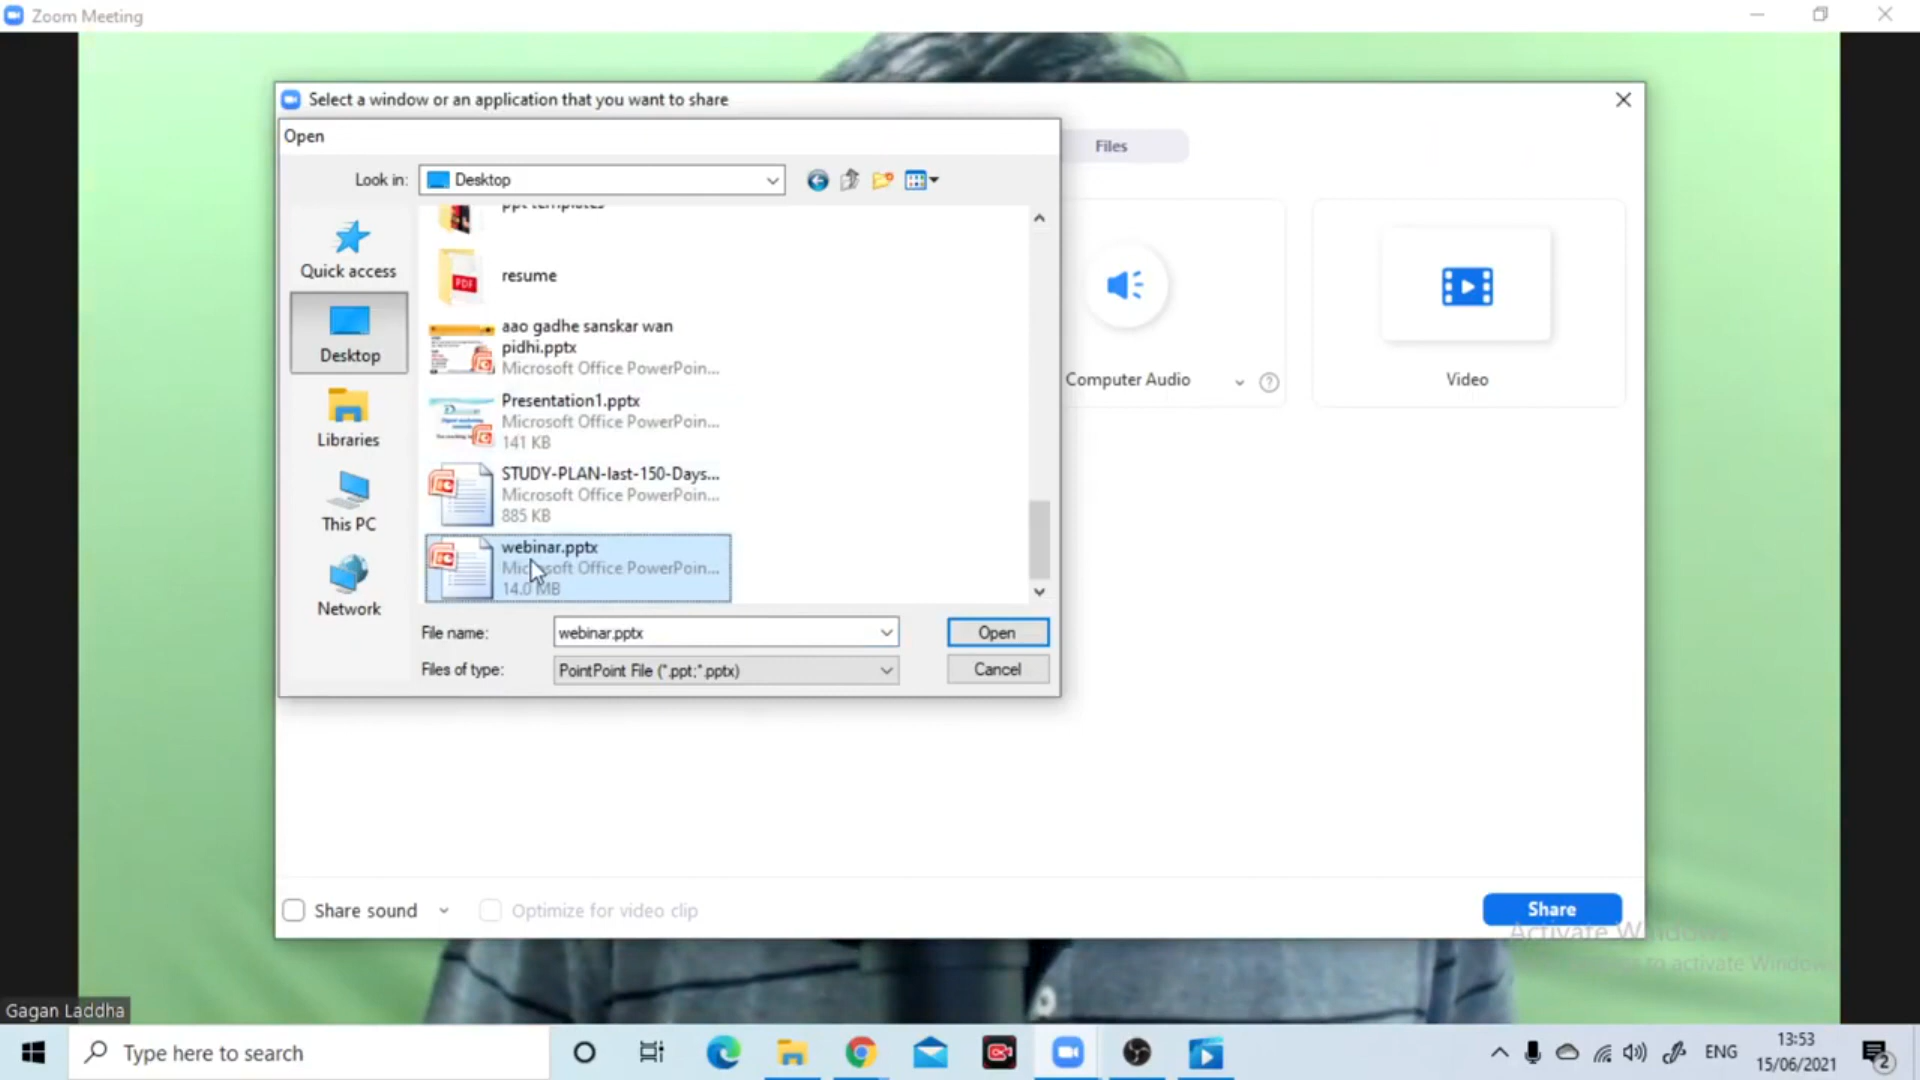 Zoom Meeting
Select a window or an application that you want to share
Open
Files
Look in:
Desktop
ppt templates
Quick access
resume
PDF
aao gadhe sanskar wan
pidhi.pptx
Microsoft Office PowerPoin...
Desktop
Computer Audio
Video
Presentation1.pptx
Microsoft Office PowerPoin...
141 KB
Libraries
STUDY-PLAN-last-150-Days...
Microsoft Office PowerPoin...
885 KB
This PC
webinar.pptx
Microsoft Office PowerPoin...
14.0 MB
Network
File name:
webinar.pptx
Open
Files of type:
PointPoint File (*.ppt;*.pptx)
Cancel
Share sound
Optimize for video clip
Share
Activate Windows
to activate Windows
Gagan Laddha
Type here to search
ENG
13:53
15/06/2021
2